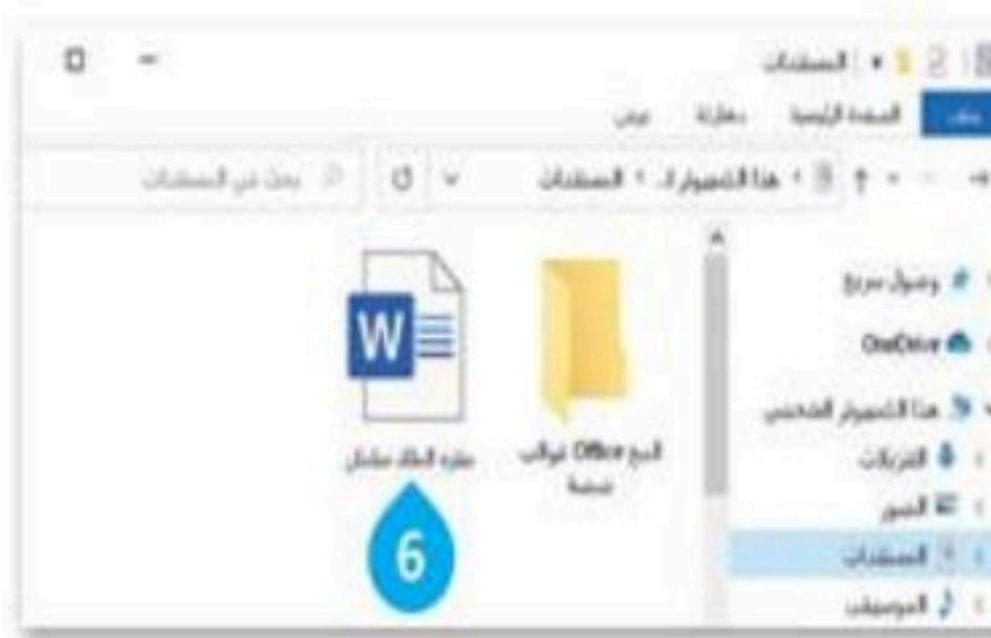 المستندات
ملف الصفحة الرئيسية مشاركة عرض
هذا الكمبيوتر ا... › المستندات
بحث في المستندات
وصول سريع
OneDrive
هذا الكمبيوتر الشخصي
التنزيلات
الصور
المستندات
الموسيقى
Office قوالب
W
6